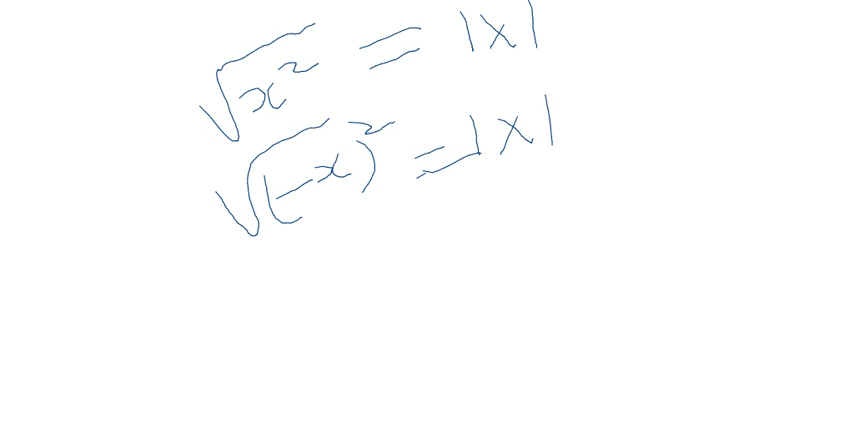 √x² = |x|
√(-x)² = |x|